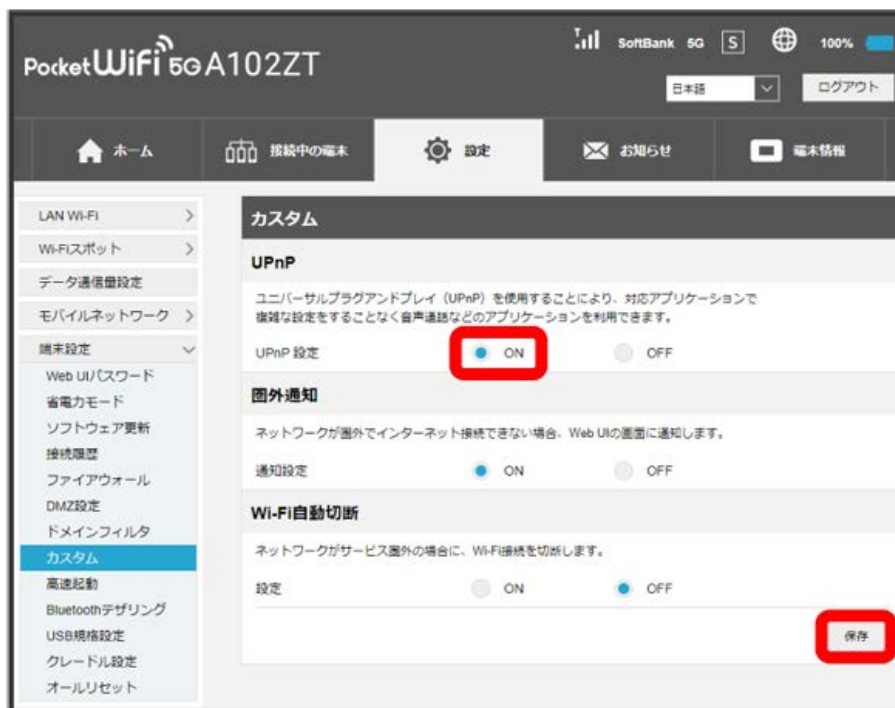 Pocket WiFi 5G A102ZT
SoftBank 5G S 100%
日本語 ログアウト
ホーム 接続中の端末 設定 お知らせ 端末情報
LAN Wi-Fi
Wi-Fiスポット
データ通信量設定
モバイルネットワーク
端末設定
Web UIパスワード
省電力モード
ソフトウェア更新
接続履歴
ファイアウォール
DMZ設定
ドメインフィルタ
カスタム
高速起動
Bluetoothテザリング
USB規格設定
クレードル設定
オールリセット
カスタム
UPnP
ユニバーサルプラグアンドプレイ（UPnP）を使用することにより、対応アプリケーションで
複雑な設定をすることなく音声通話などのアプリケーションを利用できます。
UPnP 設定 ON OFF
圏外通知
ネットワークが圏外でインターネット接続できない場合、Web UIの画面に通知します。
通知設定 ON OFF
Wi-Fi自動切断
ネットワークがサービス圏外の場合に、Wi-Fi接続を切断します。
設定 ON OFF
保存